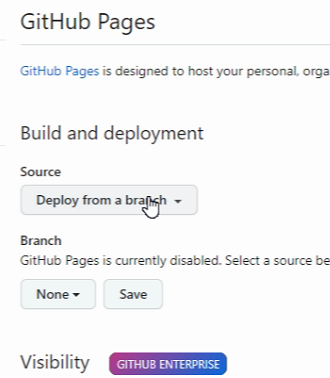 GitHub Pages
GitHub Pages is designed to host your personal, orga
Build and deployment
Source
Deploy from a branch
Branch
GitHub Pages is currently disabled. Select a source be
None
Save
Visibility
GITHUB ENTERPRISE